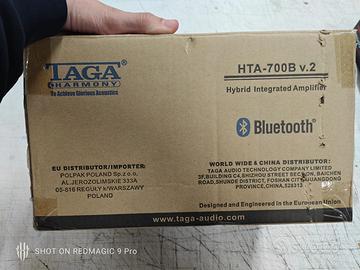 TAGA
HARMONY
To Achieve Glorious Acoustics
HTA-700B v.2
Hybrid Integrated Amplifier
Bluetooth®
EU DISTRIBUTOR/IMPORTER:
POLPAK POLAND Sp.z o.o.
AL.JEROZOLIMSKIE 333A
05-816 REGUŁY k/WARSZAWY
POLAND
WORLD WIDE & CHINA DISTRIBUTOR:
TAGA AUDIO TECHNOLOGY COMPANY LIMITED
3F,BUILDING C4,SHIZHOU STREET SECTION, BAICHEN
ROAD,SHUNDE DISTRICT, FOSHAN CITY,GUANGDONG
PROVINCE,CHINA,528313
www.taga-audio.com
Designed and Engineered in the European Union
SHOT ON REDMAGIC 9 Pro